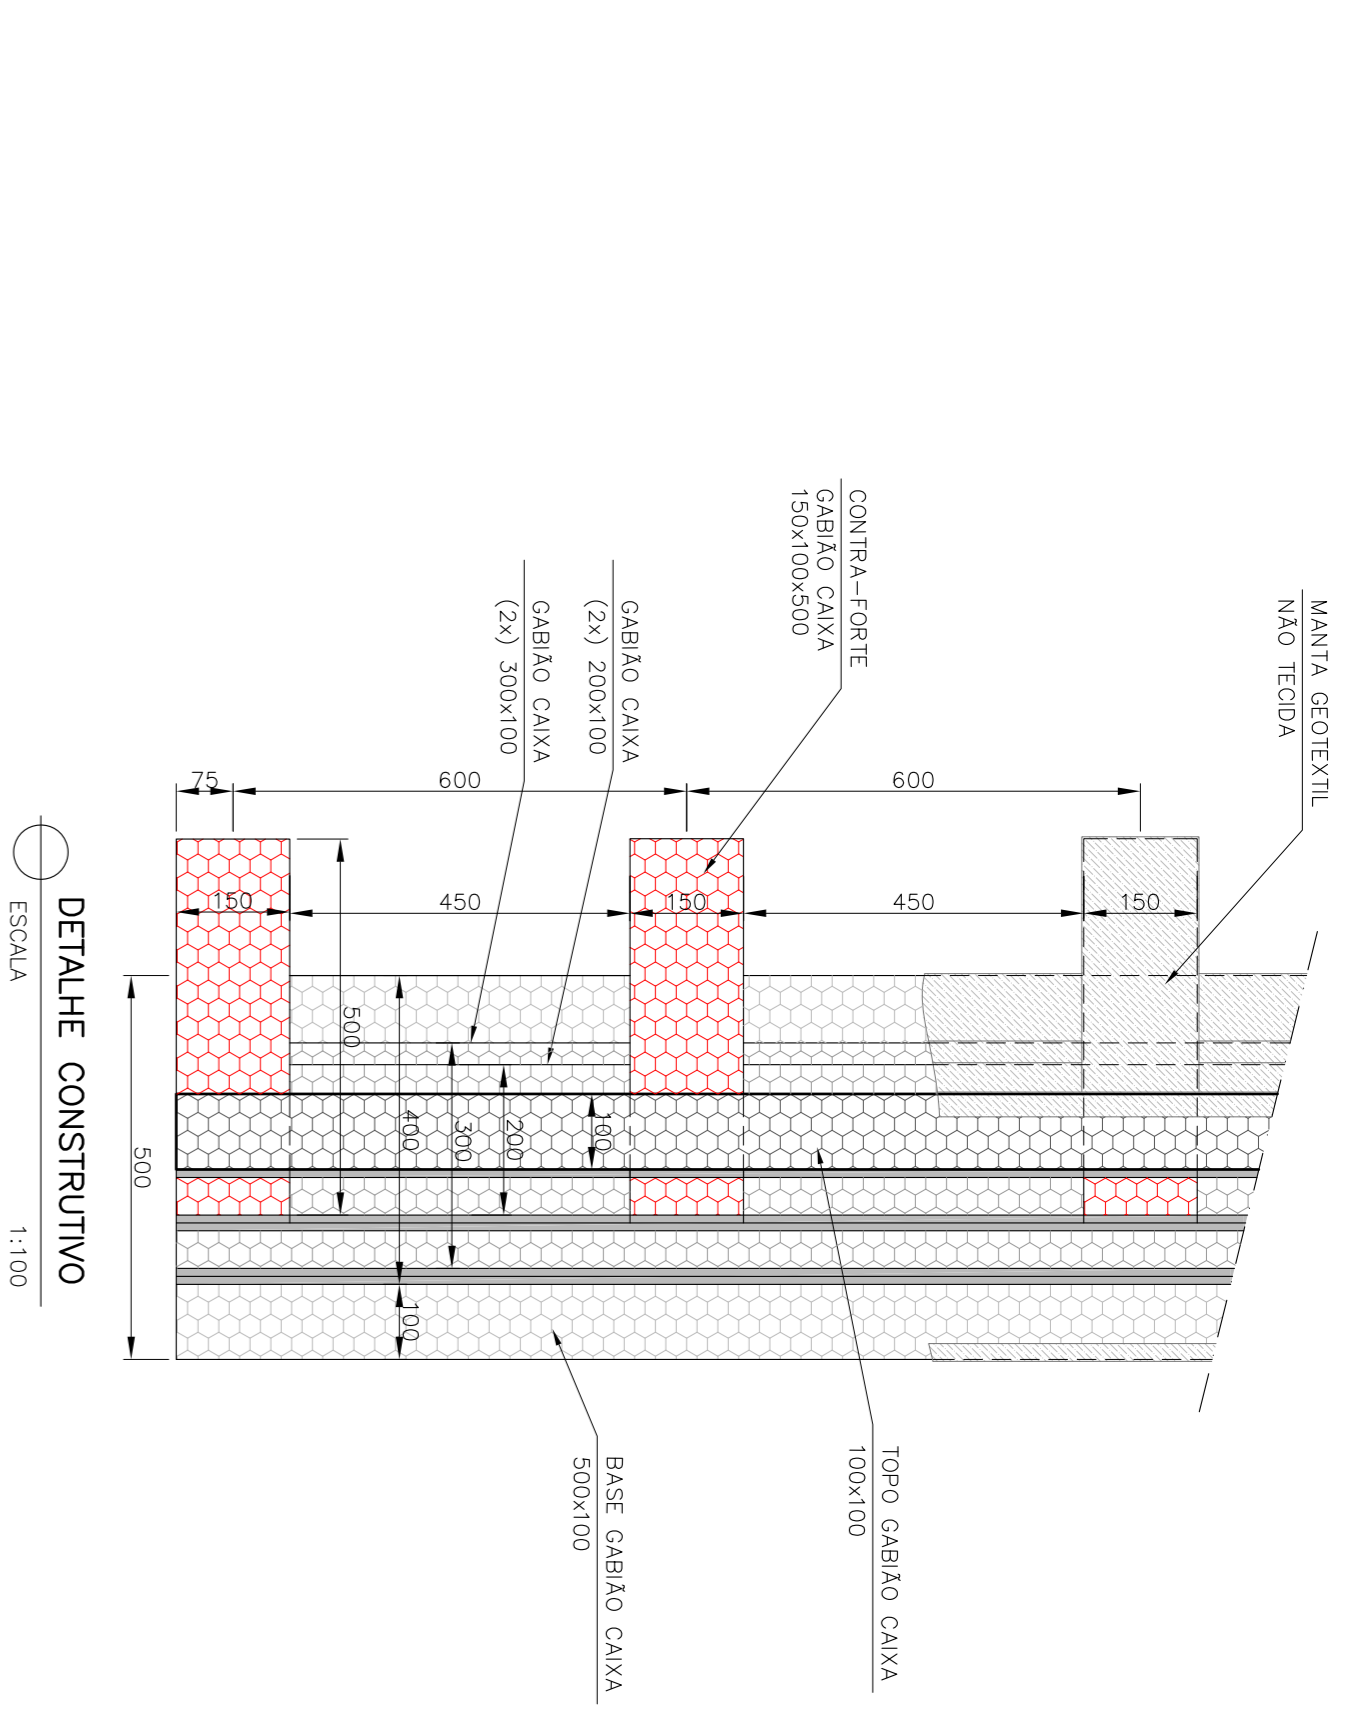 MANTA GEOTEXTIL
NÃO TECIDA
CONTRA-FORTE
GABIÃO CAIXA
150x100x500
GABIÃO CAIXA
(2x) 200x100
GABIÃO CAIXA
(2x) 300x100
75
600
600
150
450
150
450
150
500
400
300
200
100
500
100
TOPO GABIÃO CAIXA
100x100
BASE GABIÃO CAIXA
500x100
DETALHE CONSTRUTIVO
ESCALA 1:100